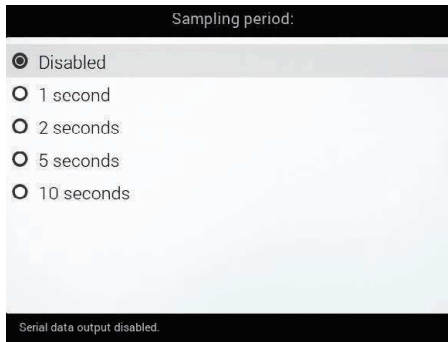 Sampling period:
Disabled
1 second
2 seconds
5 seconds
10 seconds
Serial data output disabled.